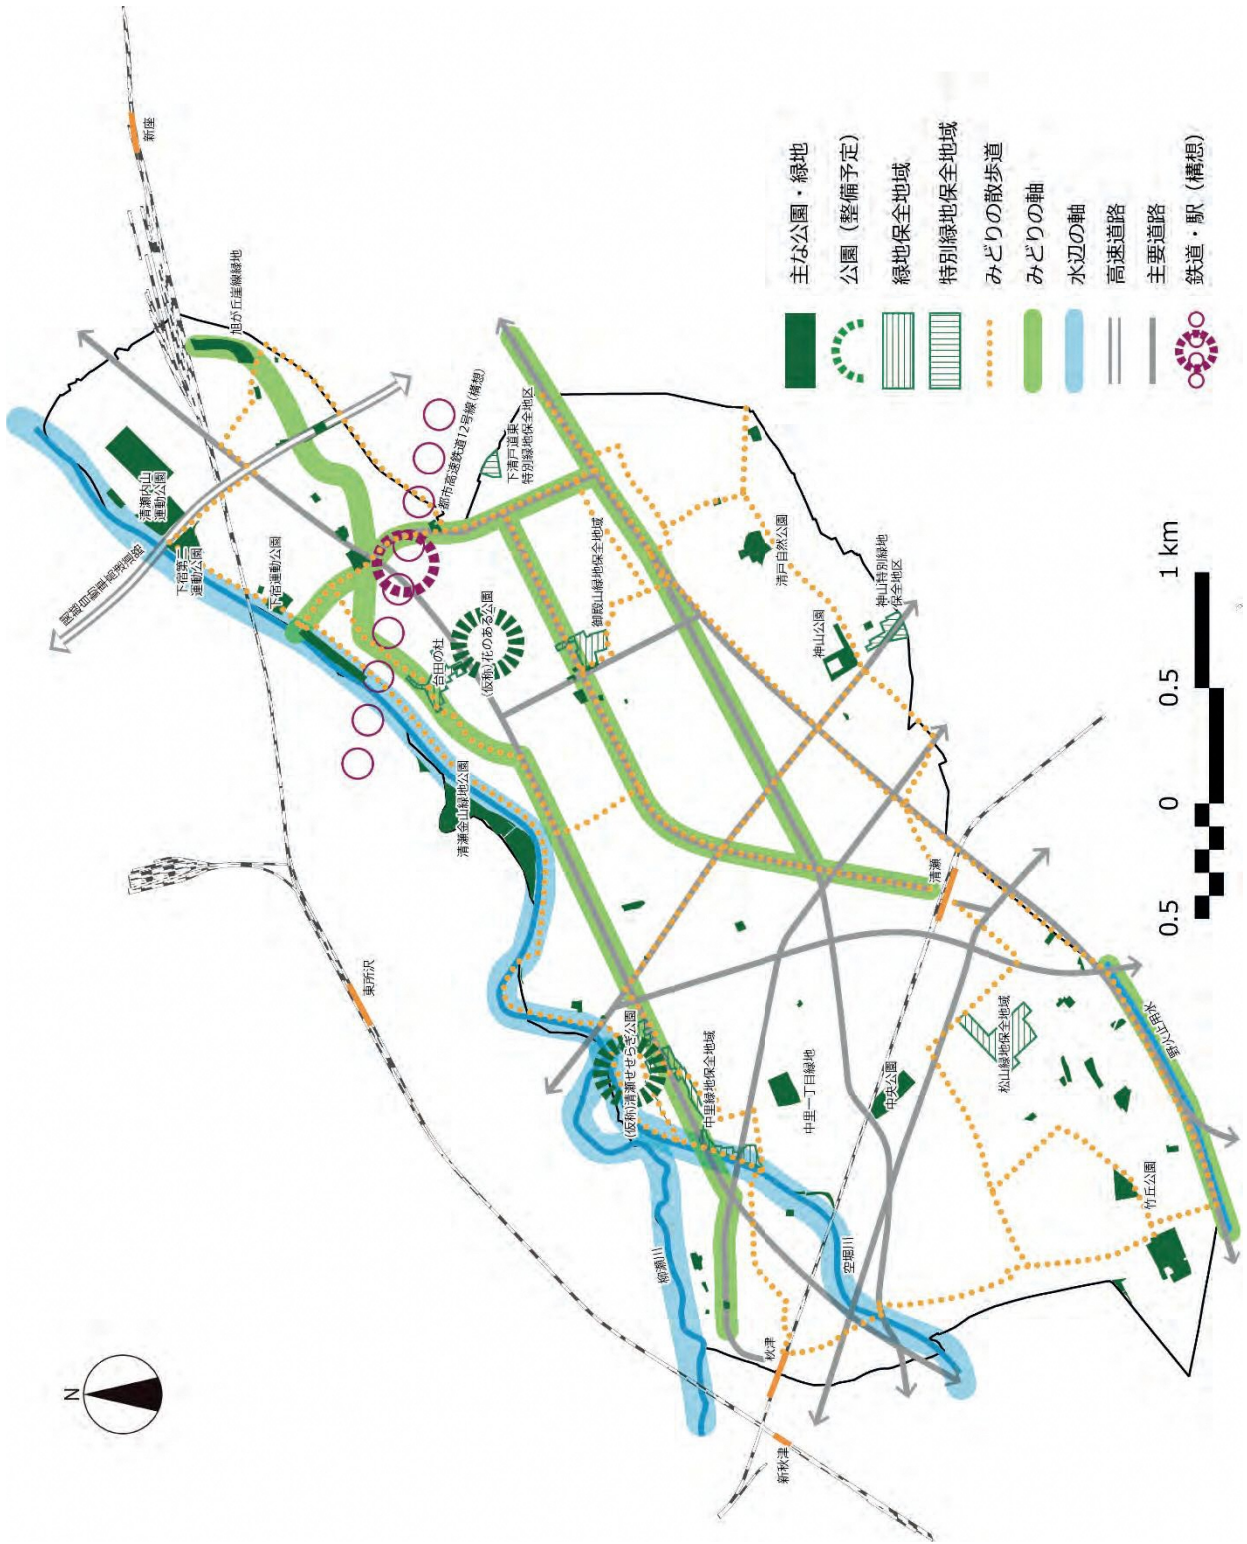 N
新座
旭が丘崖線緑地
清瀬内山
運動公園
下宿第二
運動公園
関越自動車道新潟線
下宿運動公園
都市高速鉄道12号線(構想)
下清戸道東
特別緑地保全地区
台田の杜
(仮称)花のある公園
御殿山緑地保全地域
清瀬金山緑地公園
清戸自然公園
神山公園
神山特別緑地
保全地区
東所沢
清瀬
(仮称)清瀬せせらぎ公園
中里緑地保全地域
中里一丁目緑地
中央公園
松山緑地保全地域
野火止用水
竹丘公園
柳瀬川
空堀川
秋津
新秋津
主な公園・緑地
公園（整備予定）
緑地保全地域
特別緑地保全地域
みどりの散歩道
みどりの軸
水辺の軸
高速道路
主要道路
鉄道・駅（構想）
0.5 0 0.5 1 km